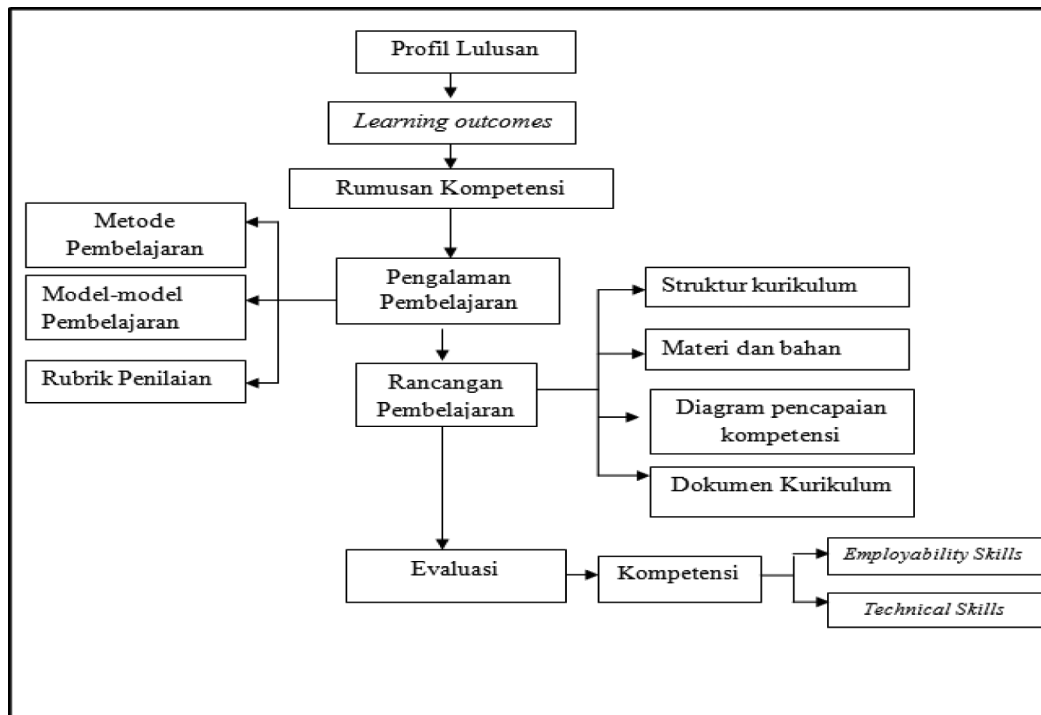 Profil Lulusan
Learning outcomes
Rumusan Kompetensi
Metode
Pembelajaran
Pengalaman
Pembelajaran
Model-model
Pembelajaran
Rubrik Penilaian
Struktur kurikulum
Materi dan bahan
Rancangan
Pembelajaran
Diagram pencapaian
kompetensi
Dokumen Kurikulum
Evaluasi
Kompetensi
Employability Skills
Technical Skills